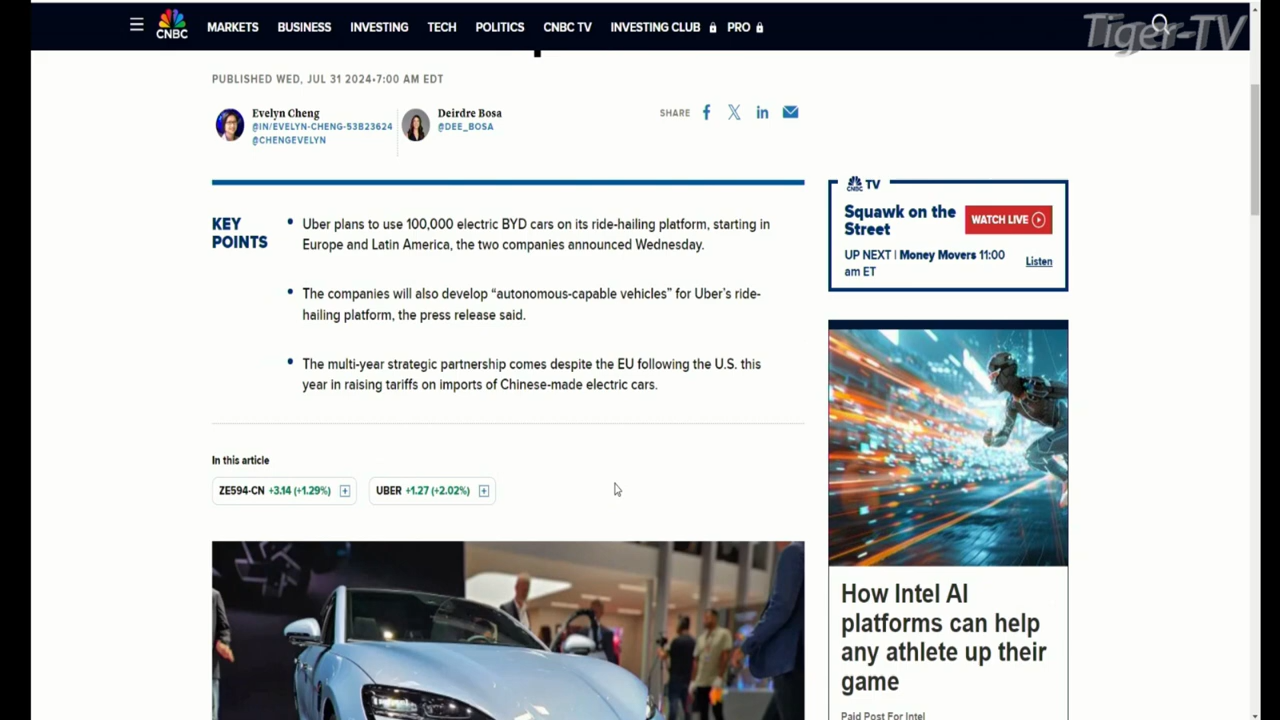 CNBC
MARKETS
BUSINESS
INVESTING
TECH
POLITICS
CNBC TV
INVESTING CLUB
PRO
Tiger-TV
PUBLISHED WED, JUL 31 2024•7:00 AM EDT
Evelyn Cheng
@IN/EVELYN-CHENG-53B23624
@CHENGEVELYN
Deirdre Bosa
@DEE_BOSA
SHARE
KEY
POINTS
• Uber plans to use 100,000 electric BYD cars on its ride-hailing platform, starting in
Europe and Latin America, the two companies announced Wednesday.
• The companies will also develop “autonomous-capable vehicles” for Uber’s ride-
hailing platform, the press release said.
• The multi-year strategic partnership comes despite the EU following the U.S. this
year in raising tariffs on imports of Chinese-made electric cars.
In this article
ZE594-CN +3.14 (+1.29%)
UBER +1.27 (+2.02%)
CNBC TV
Squawk on the
Street
WATCH LIVE
UP NEXT | Money Movers 11:00
am ET
Listen
How Intel AI
platforms can help
any athlete up their
game
Paid Post For Intel